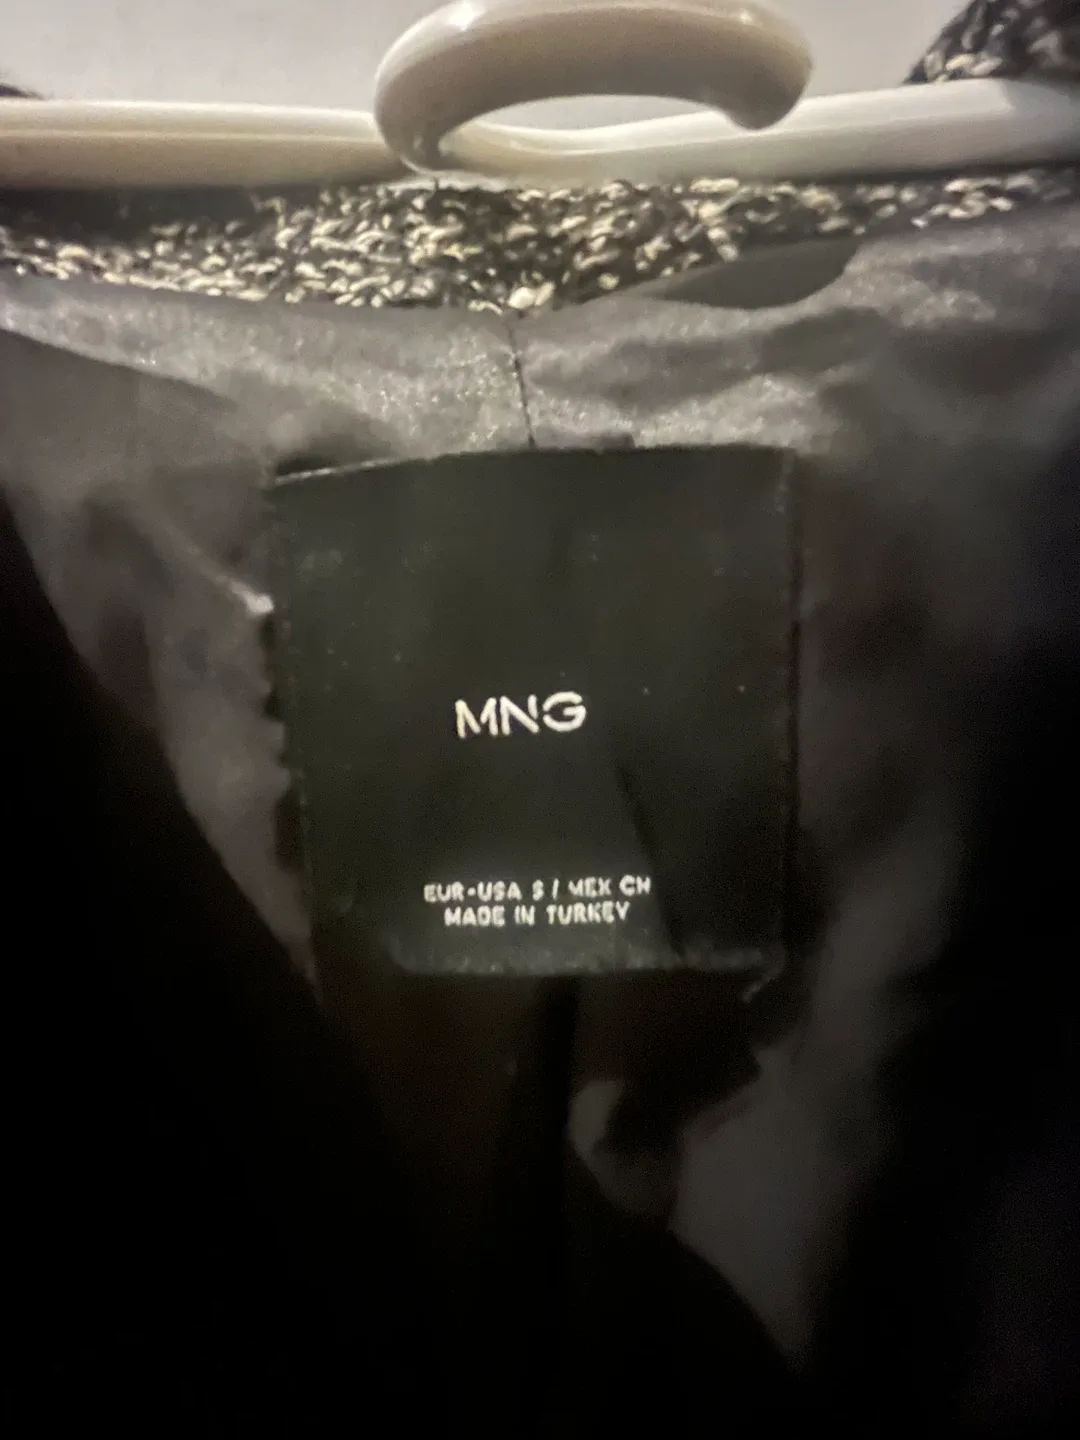 MNG
EUR-USA S / MEX CH
MADE IN TURKEY